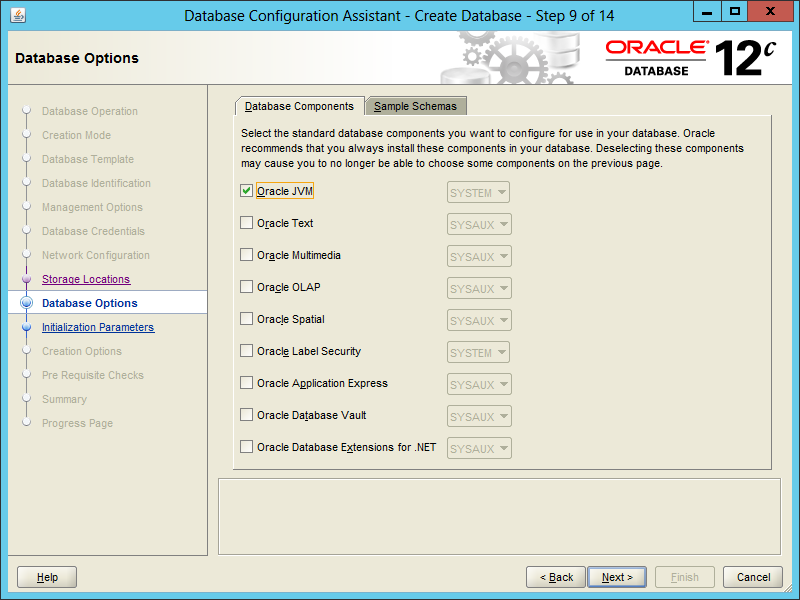 Database Configuration Assistant - Create Database - Step 9 of 14
Database Options
ORACLE®
DATABASE
12c
Database Operation
Creation Mode
Database Template
Database Identification
Management Options
Database Credentials
Network Configuration
Storage Locations
Database Options
Initialization Parameters
Creation Options
Pre Requisite Checks
Summary
Progress Page
Database Components
Sample Schemas
Select the standard database components you want to configure for use in your database. Oracle
recommends that you always install these components in your database. Deselecting these components
may cause you to no longer be able to choose some components on the previous page.
Oracle JVM SYSTEM
Oracle Text SYSAUX
Oracle Multimedia SYSAUX
Oracle OLAP SYSAUX
Oracle Spatial SYSAUX
Oracle Label Security SYSTEM
Oracle Application Express SYSAUX
Oracle Database Vault SYSAUX
Oracle Database Extensions for .NET SYSAUX
Help
< Back
Next >
Finish
Cancel